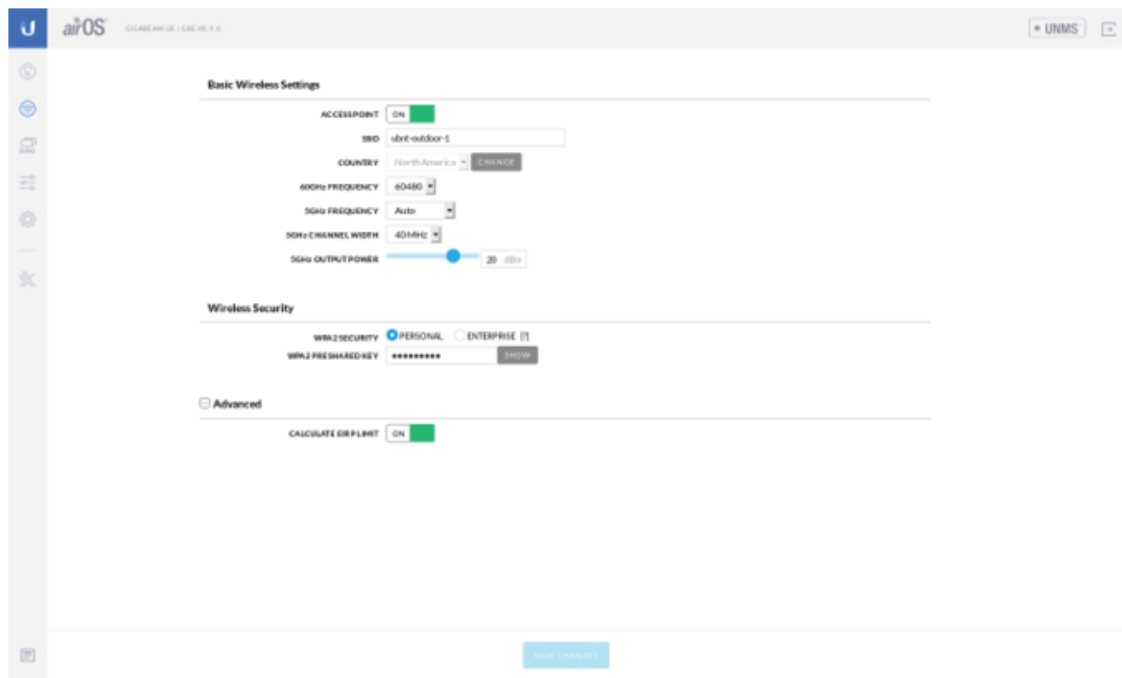 airOS
UNMS
Basic Wireless Settings
ACCESS POINT ON
SSID ubnt-outdoor-1
COUNTRY North America CHANGE
60GHz FREQUENCY 60480
5GHz FREQUENCY Auto
5GHz CHANNEL WIDTH 40 MHz
5GHz OUTPUT POWER 20 dBm
Wireless Security
WPA2 SECURITY PERSONAL ENTERPRISE [?]
WPA2 PRESHARED KEY ••••••••• SHOW
Advanced
CALCULATE EIRP LIMIT ON
SAVE CHANGES